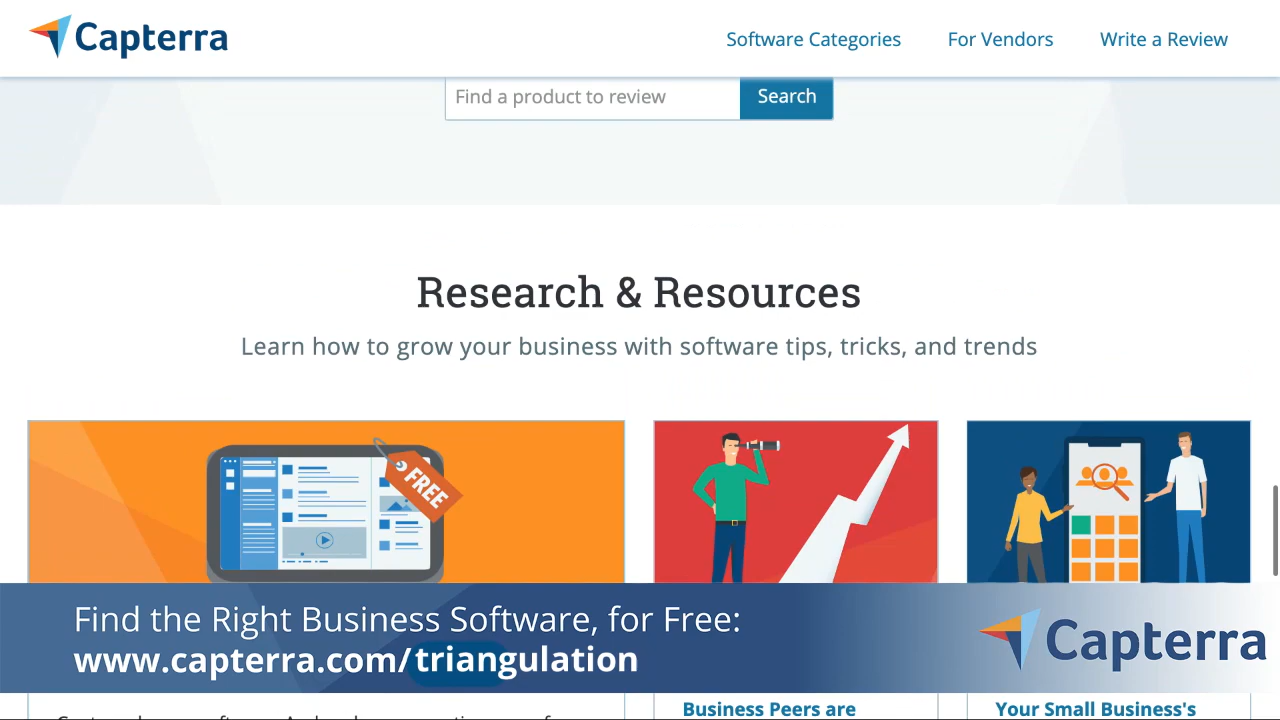 Capterra
Software Categories
For Vendors
Write a Review
Find a product to review
Search
Research & Resources
Learn how to grow your business with software tips, tricks, and trends
FREE
Find the Right Business Software, for Free:
www.capterra.com/triangulation
Capterra
Business Peers are
Your Small Business's